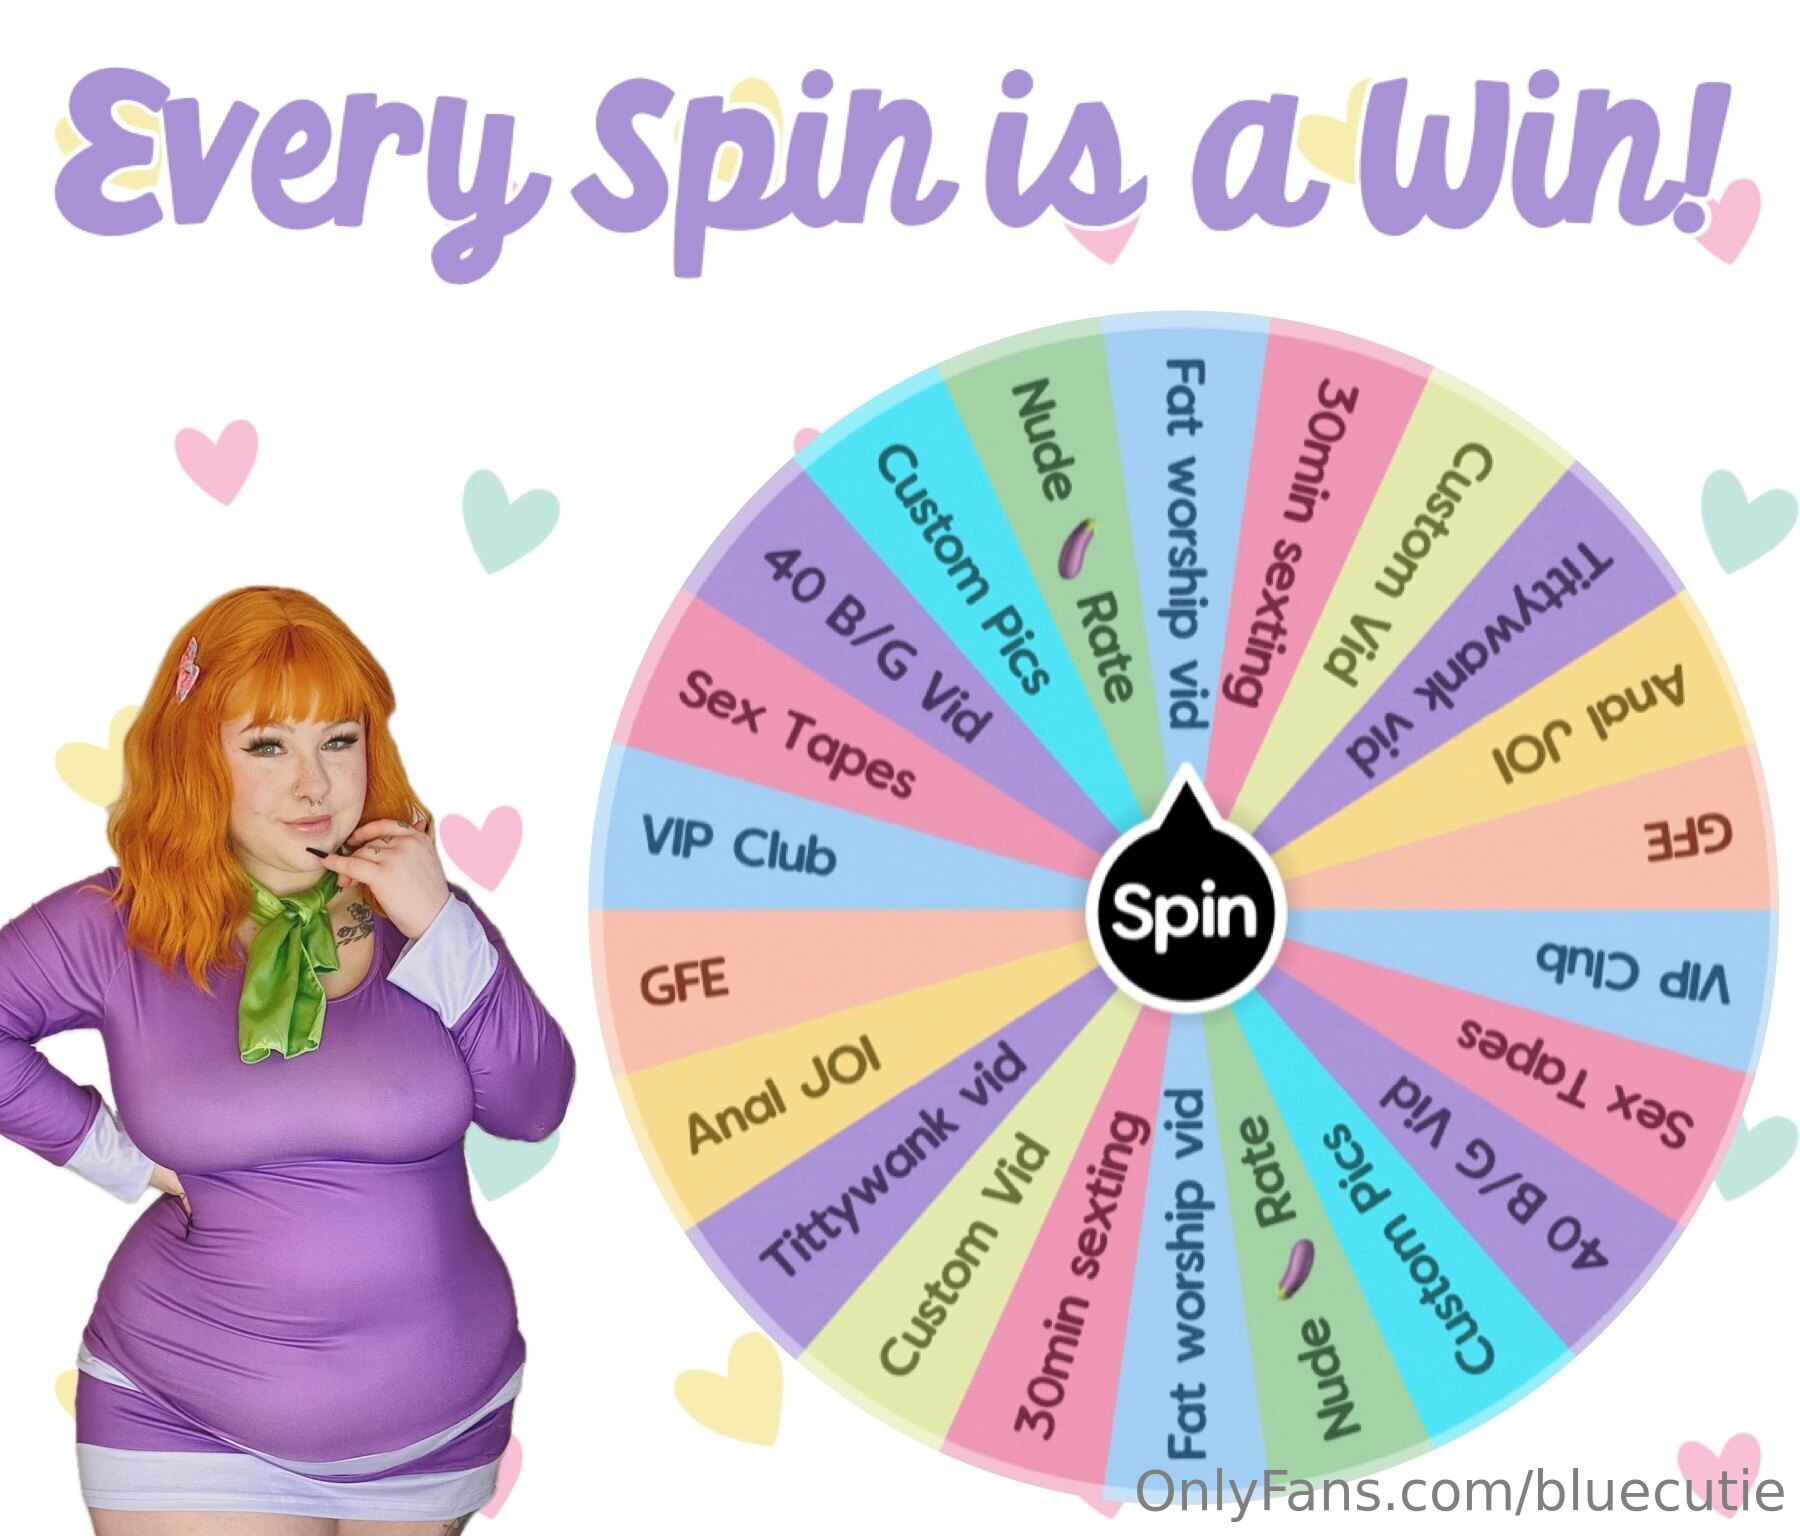 Every Spin is a Win!
Fat worship vid
30min sexting
Custom Vid
Tittywank vid
Anal JOI
GFE
VIP Club
Sex Tapes
40 B/G Vid
Custom Pics
Nude 🍆 Rate
Fat worship vid
30min sexting
Custom Vid
Tittywank vid
Anal JOI
GFE
VIP Club
Sex Tapes
40 B/G Vid
Custom Pics
Nude 🍆 Rate
Spin
OnlyFans.com/bluecutie